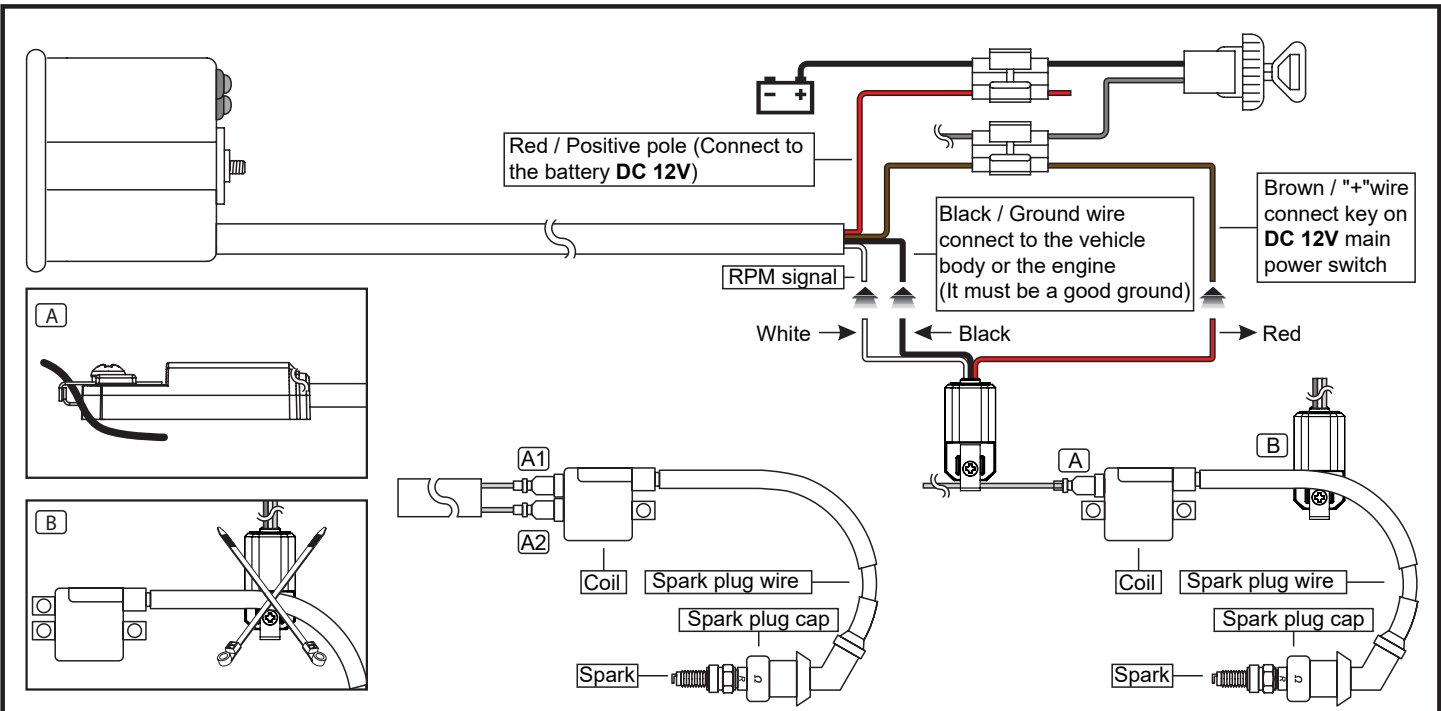 - +
Red / Positive pole (Connect to
the battery DC 12V)
Black / Ground wire
connect to the vehicle
body or the engine
(It must be a good ground)
Brown / "+"wire
connect key on
DC 12V main
power switch
RPM signal
White
Black
Red
A
B
A1
A2
Coil
Spark plug wire
Spark plug cap
Spark
R Ω
A
B
Coil
Spark plug wire
Spark plug cap
Spark
R Ω